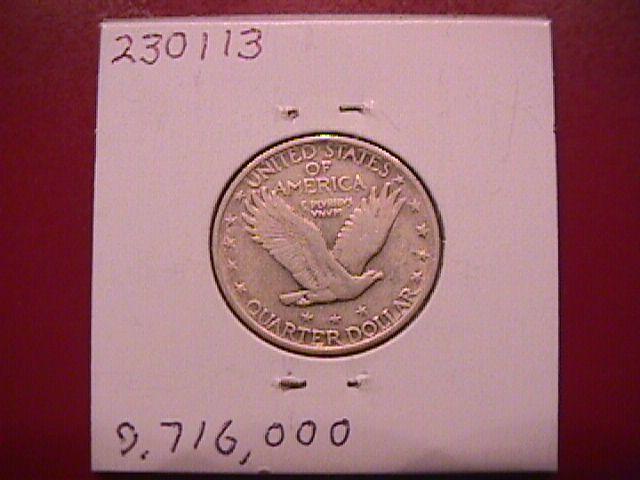 230113
UNITED STATES
OF
AMERICA
E PLURIBUS
UNUM
QUARTER DOLLAR
9,716,000